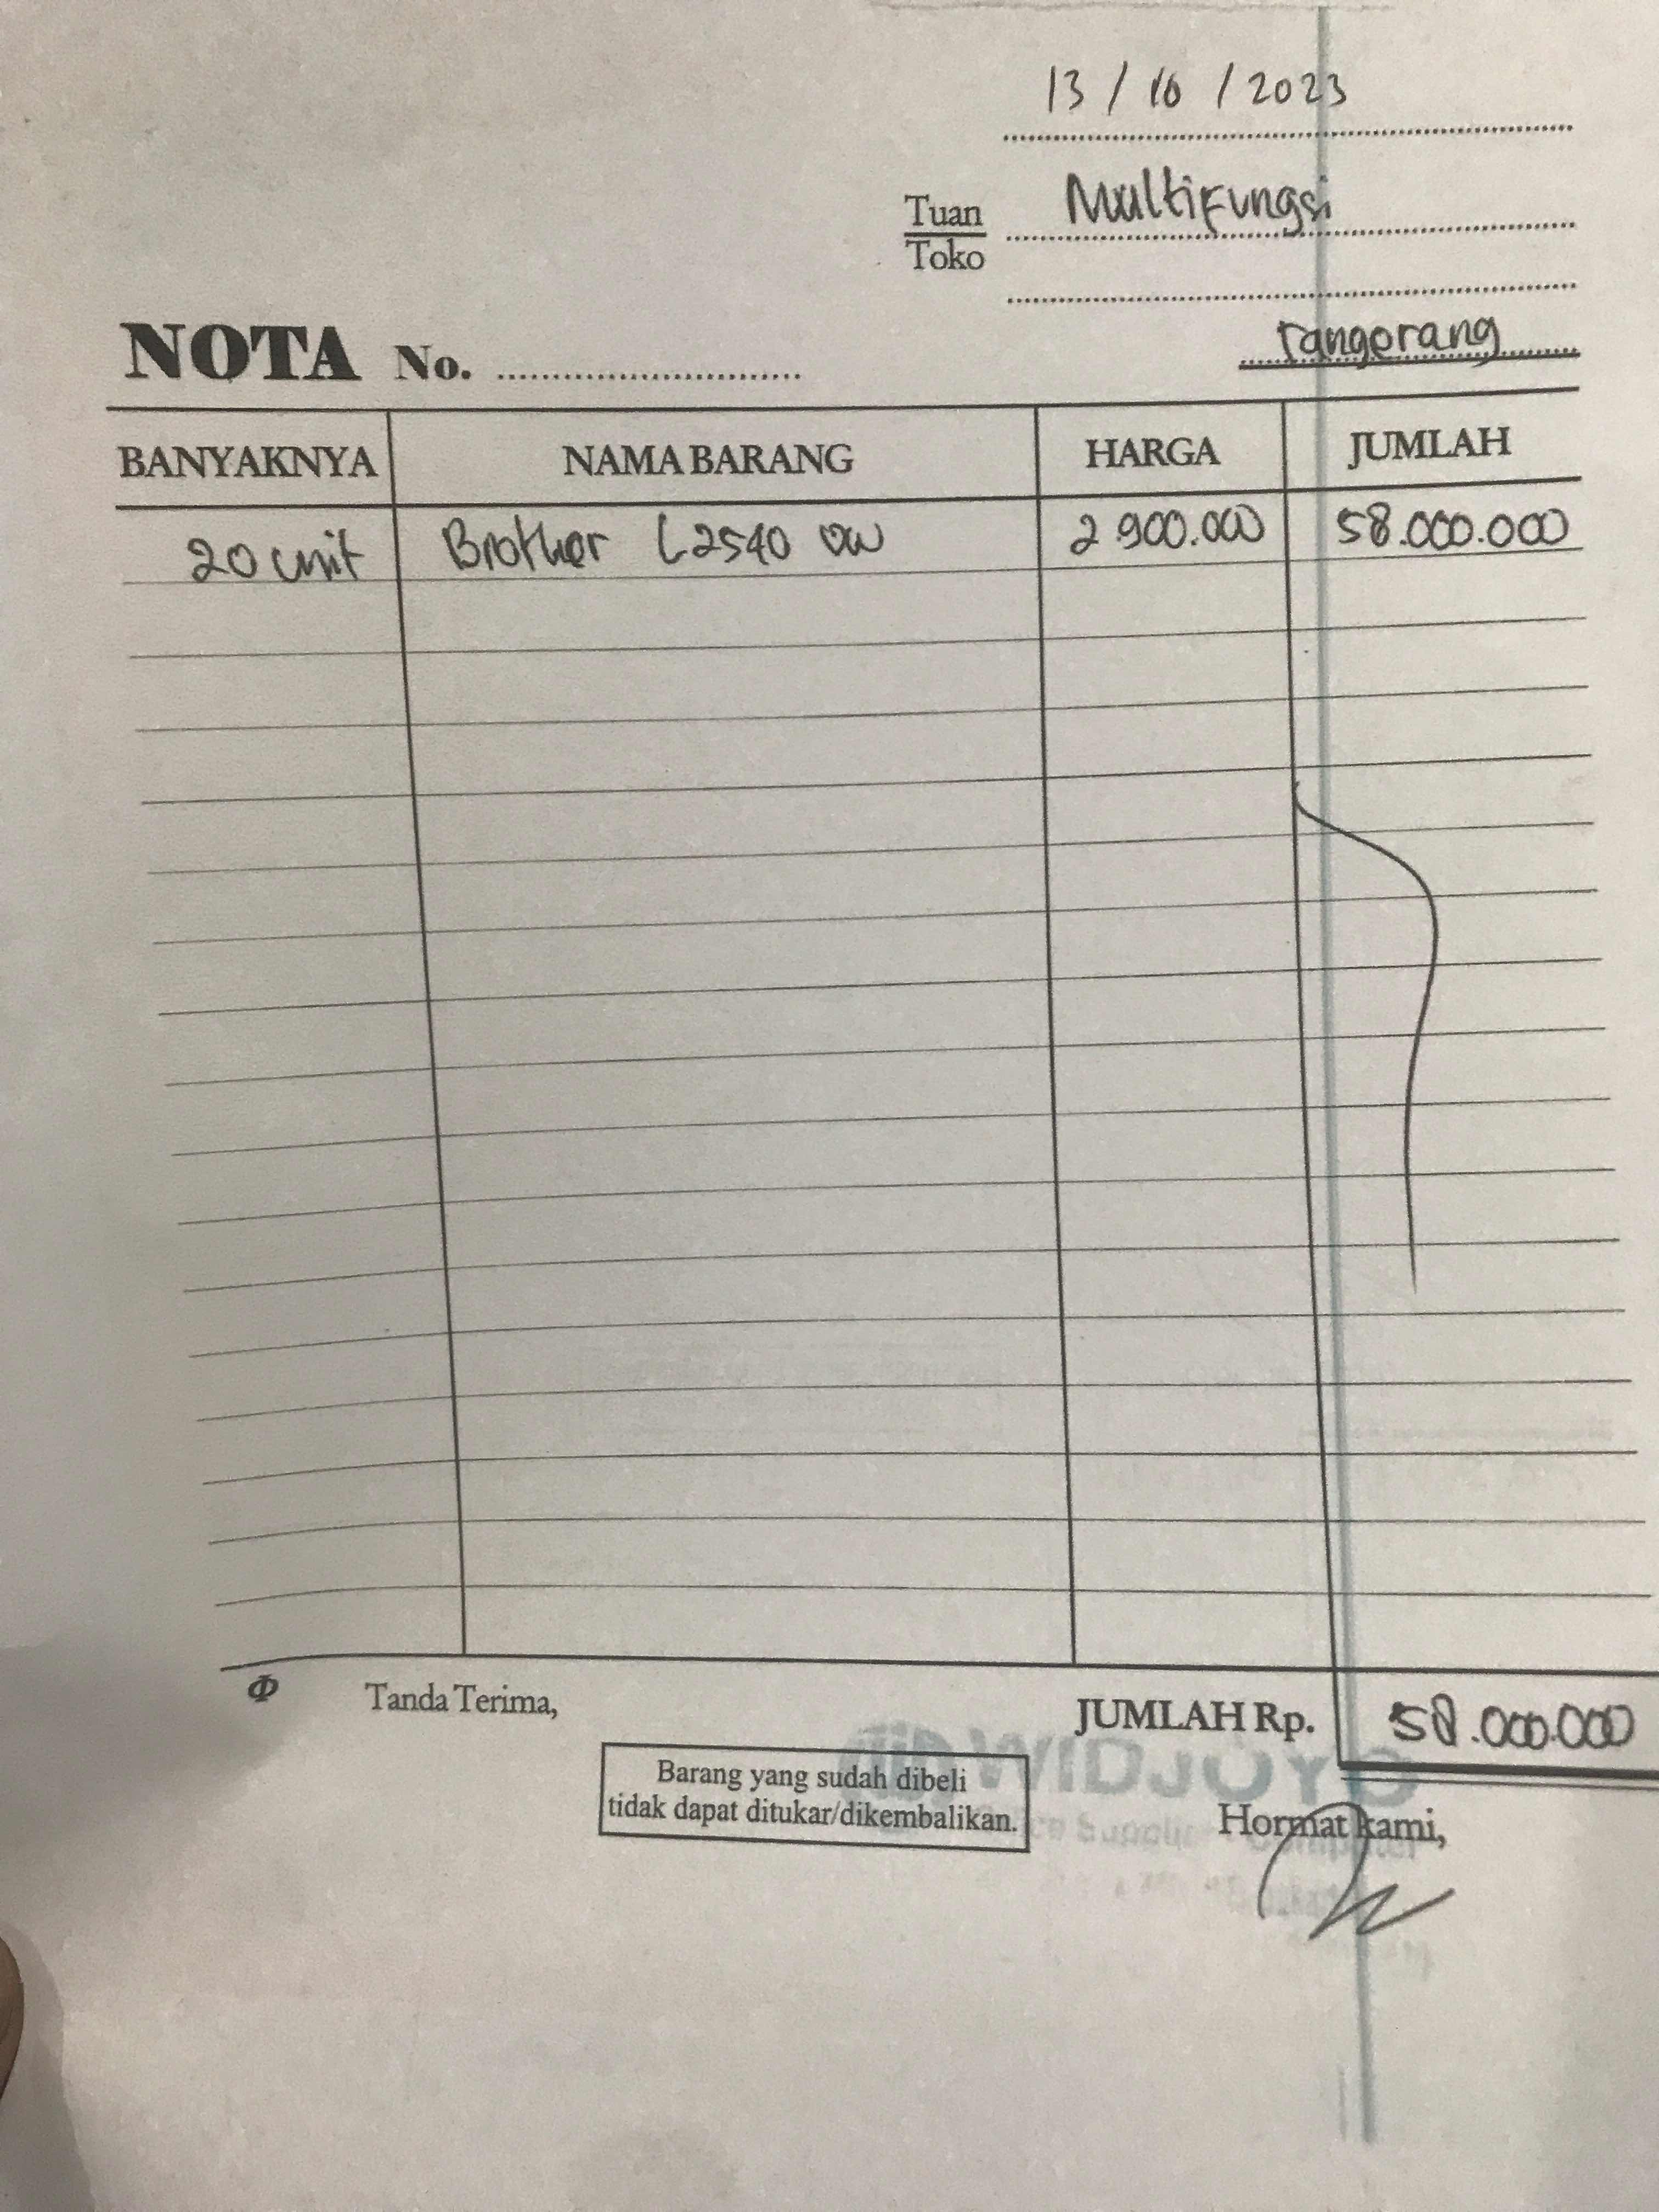 13 / 10 / 2023
Tuan
Toko
Multifungsi
Tangerang
NOTA No. ............................
BANYAKNYA NAMA BARANG HARGA JUMLAH
20 unit Brother L2540 DW 2.900.000 58.000.000
Tanda Terima,
JUMLAH Rp. 58.000.000
Barang yang sudah dibeli
tidak dapat ditukar/dikembalikan.
Hormat kami,